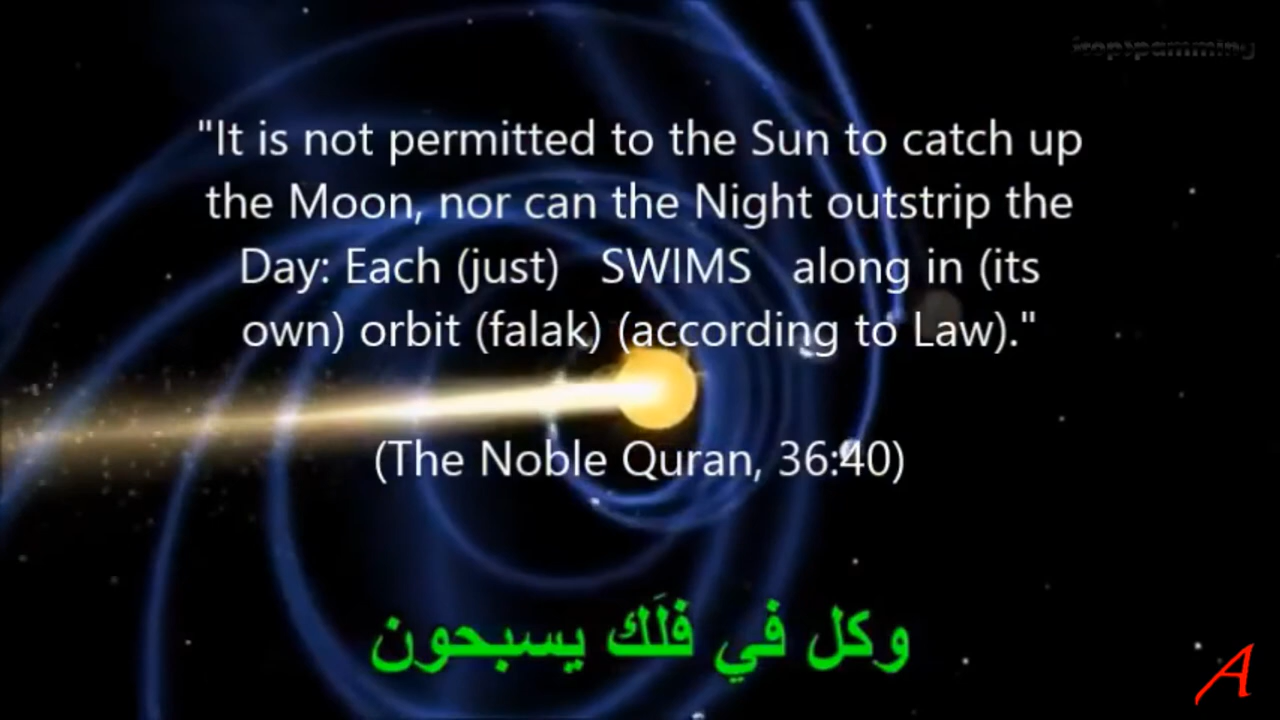 "It is not permitted to the Sun to catch up
the Moon, nor can the Night outstrip the
Day: Each (just) SWIMS along in (its
own) orbit (falak) (according to Law)."
(The Noble Quran, 36:40)
وكل في فلَك يسبحون
A